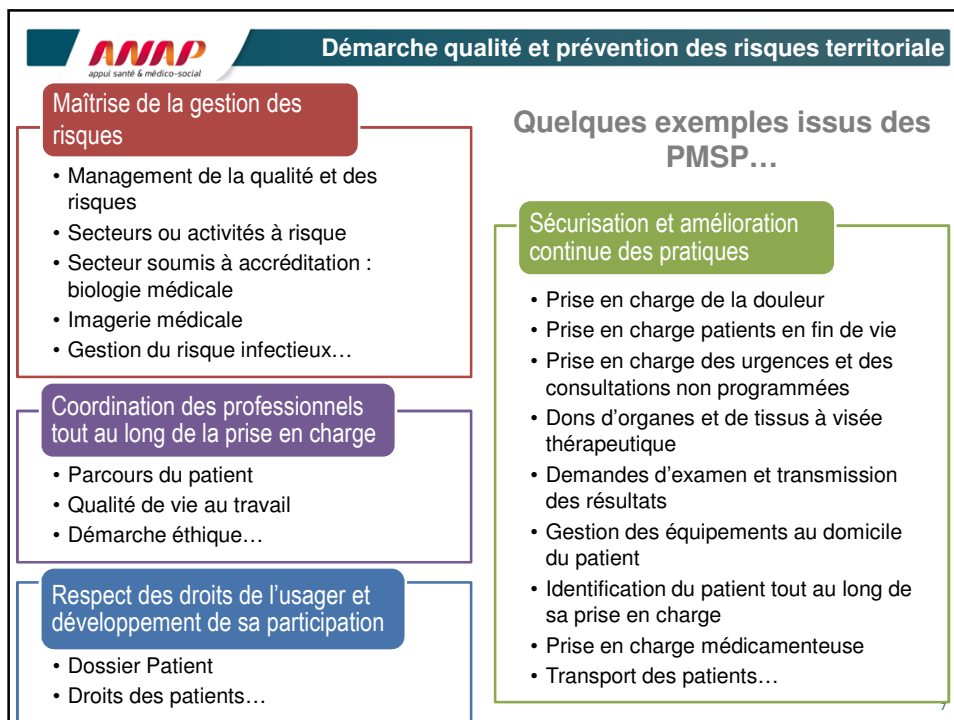 ANAP
appui santé & médico-social
Démarche qualité et prévention des risques territoriale
Maîtrise de la gestion des
risques
• Management de la qualité et des
risques
• Secteurs ou activités à risque
• Secteur soumis à accréditation :
biologie médicale
• Imagerie médicale
• Gestion du risque infectieux…
Coordination des professionnels
tout au long de la prise en charge
• Parcours du patient
• Qualité de vie au travail
• Démarche éthique…
Respect des droits de l’usager et
développement de sa participation
• Dossier Patient
• Droits des patients…
Quelques exemples issus des
PMSP…
Sécurisation et amélioration
continue des pratiques
• Prise en charge de la douleur
• Prise en charge patients en fin de vie
• Prise en charge des urgences et des
consultations non programmées
• Dons d’organes et de tissus à visée
thérapeutique
• Demandes d’examen et transmission
des résultats
• Gestion des équipements au domicile
du patient
• Identification du patient tout au long de
sa prise en charge
• Prise en charge médicamenteuse
• Transport des patients…
7